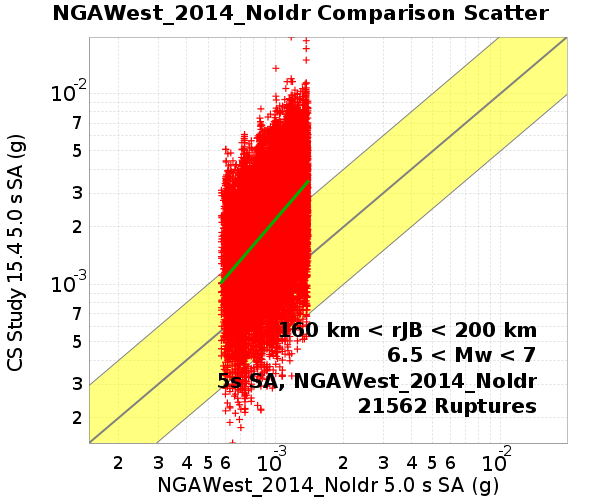 NGAWest_2014_NoIdr Comparison Scatter
CS Study 15.4 5.0 s SA (g)
10-2
7
5
3
2
10-3
7
5
3
2
160 km < rJB < 200 km
6.5 < Mw < 7
5s SA, NGAWest_2014_NoIdr
21562 Ruptures
2 3 4 5 6 10-3 2 3 4 5 6 10-2
NGAWest_2014_NoIdr 5.0 s SA (g)